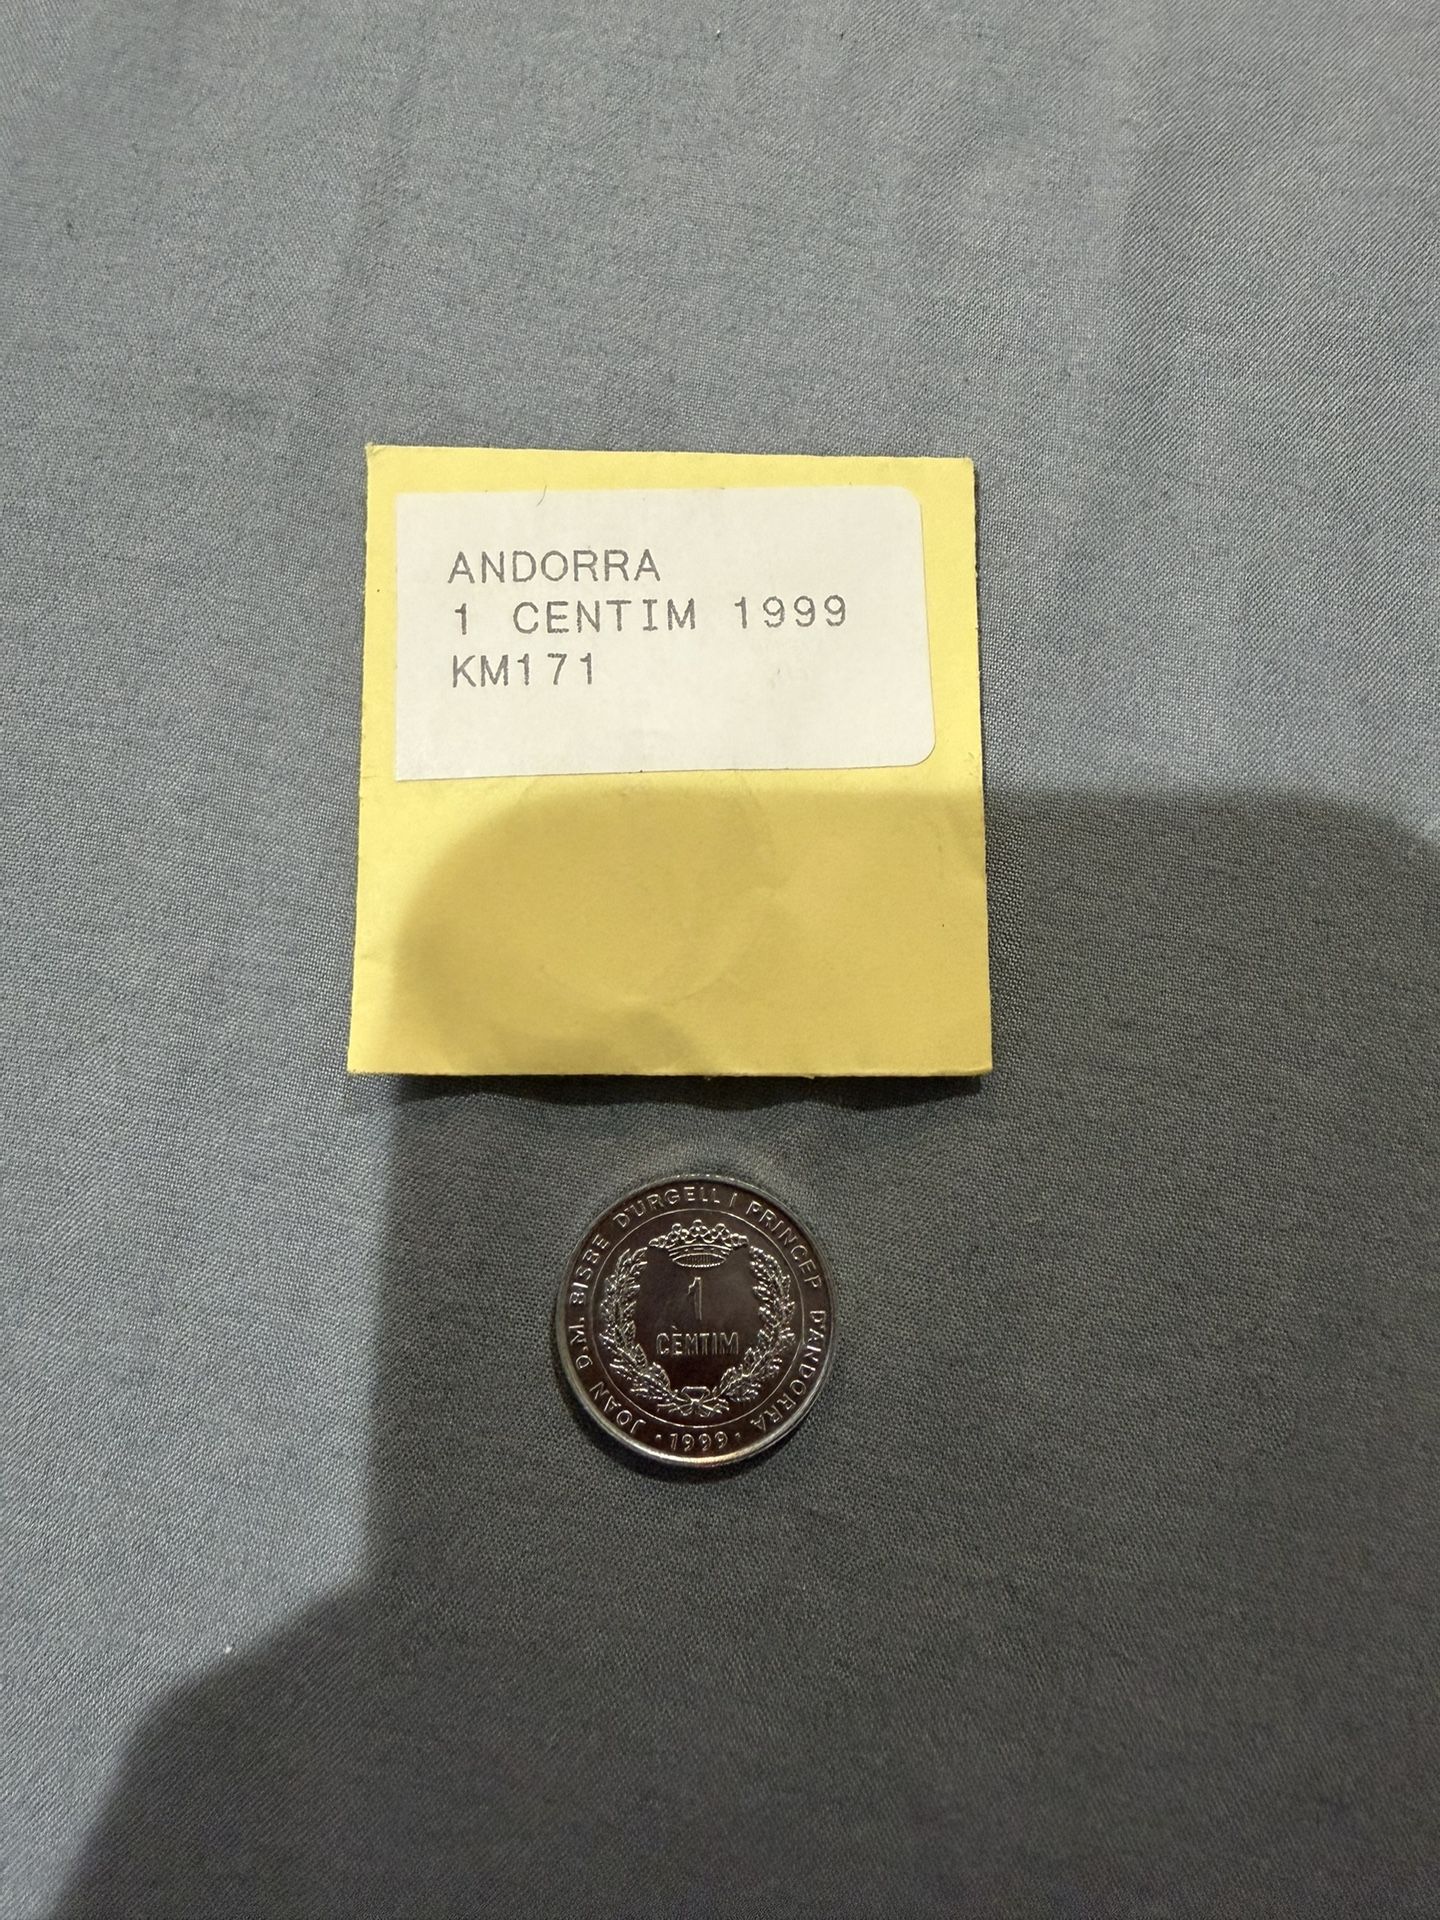 ANDORRA
1 CENTIM 1999
KM171
JOAN D.M. BISBE D'URGELL I PRINCEP D'ANDORRA
1
CÈNTIM
·1999·